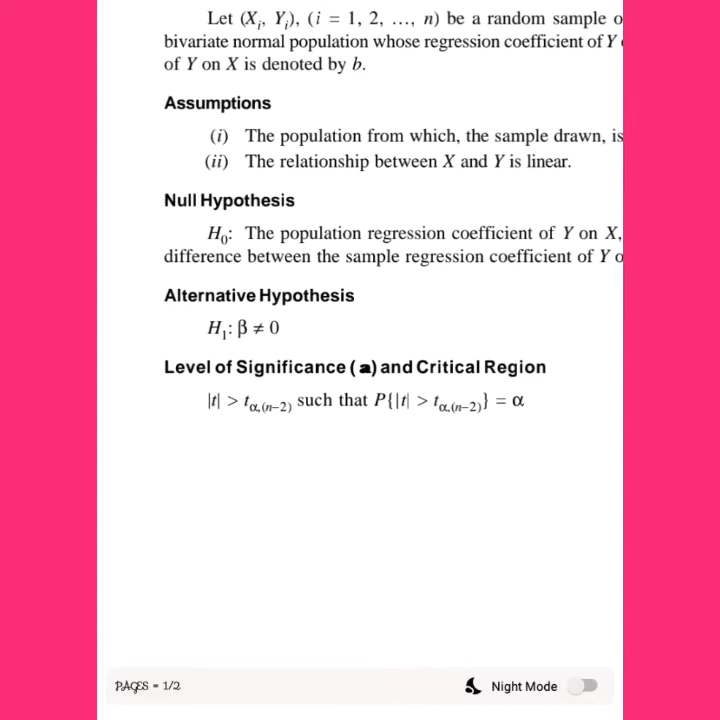 Let (Xᵢ, Yᵢ), (i = 1, 2, ..., n) be a random sample o
bivariate normal population whose regression coefficient of Y
of Y on X is denoted by b.
Assumptions
(i) The population from which, the sample drawn, is
(ii) The relationship between X and Y is linear.
Null Hypothesis
H₀: The population regression coefficient of Y on X,
difference between the sample regression coefficient of Y o
Alternative Hypothesis
H₁: β ≠ 0
Level of Significance (a) and Critical Region
|t| > t_{α,(n–2)} such that P{|t| > t_{α,(n–2)}} = α
PAGES = 1/2
Night Mode